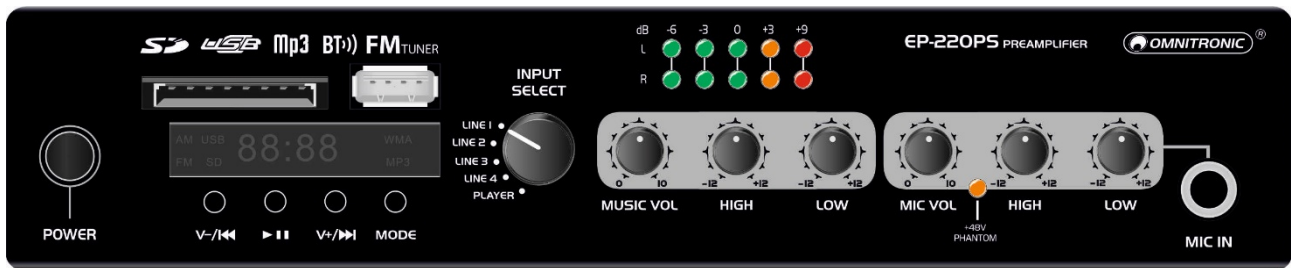 SD USB Mp3 BT FM TUNER
dB -6 -3 0 +3 +9
L
R
EP-220PS PREAMPLIFIER
OMNITRONIC ®
INPUT
SELECT
LINE 1
LINE 2
LINE 3
LINE 4
PLAYER
AM USB 88:88 WMA
FM SD MP3
POWER
V-/⏮ ⏯ V+/⏭ MODE
0 10 -12 +12 -12 +12
MUSIC VOL HIGH LOW
0 10 -12 +12 -12 +12
MIC VOL HIGH LOW
+48V
PHANTOM
MIC IN